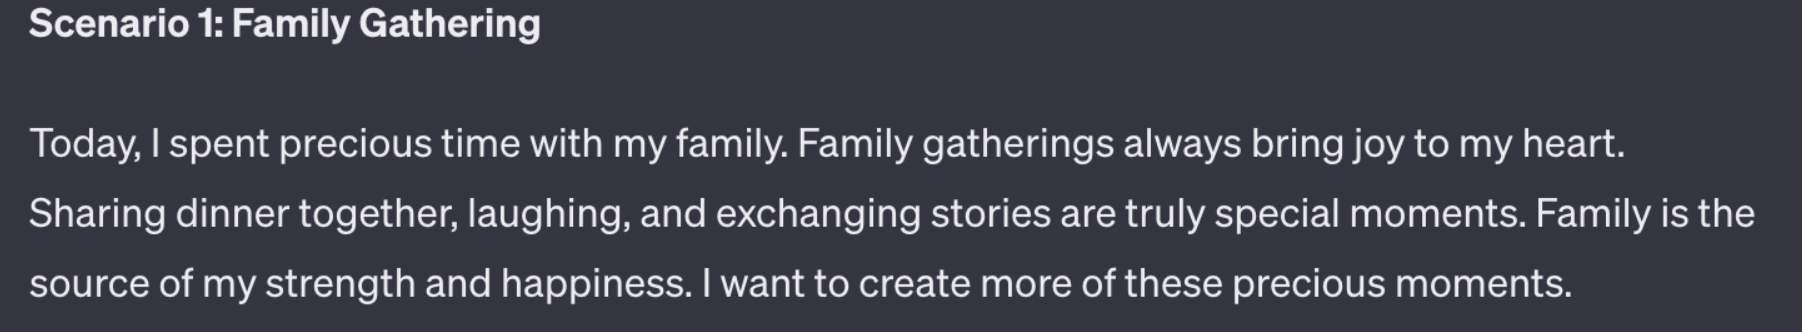 Scenario 1: Family Gathering
Today, I spent precious time with my family. Family gatherings always bring joy to my heart.
Sharing dinner together, laughing, and exchanging stories are truly special moments. Family is the
source of my strength and happiness. I want to create more of these precious moments.